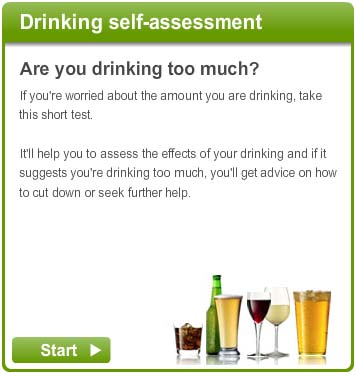 Drinking self-assessment
Are you drinking too much?
If you're worried about the amount you are drinking, take
this short test.
It'll help you to assess the effects of your drinking and if it
suggests you're drinking too much, you'll get advice on how
to cut down or seek further help.
Start